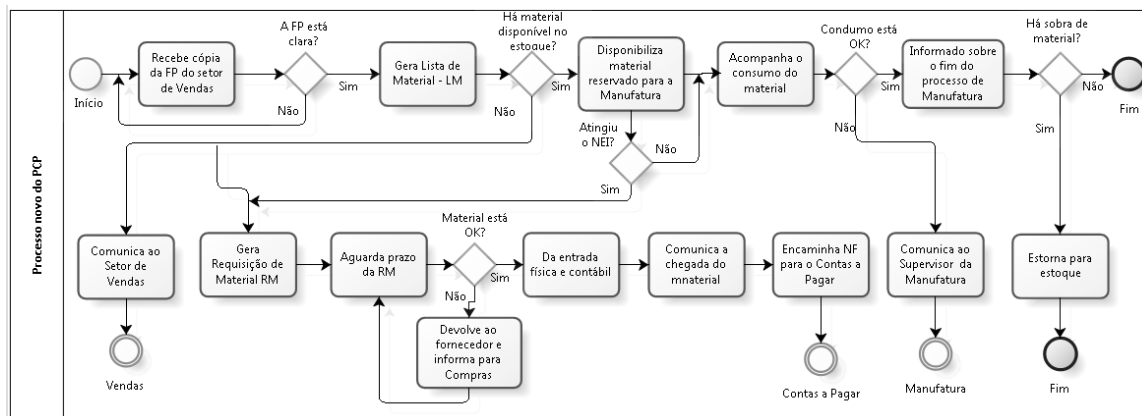 Processo novo do PCP
Início
Recebe cópia
da FP do setor
de Vendas
A FP está
clara?
Sim
Não
Gera Lista de
Material - LM
Há material
disponível no
estoque?
Sim
Não
Disponibiliza
material
reservado para a
Manufatura
Atingiu
o NEI?
Não
Sim
Acompanha o
consumo do
material
Condumo está
OK?
Sim
Não
Informado sobre
o fim do
processo de
Manufatura
Há sobra de
material?
Não
Sim
Fim
Comunica ao
Setor de
Vendas
Vendas
Gera
Requisição de
Material RM
Aguarda prazo
da RM
Material está
OK?
Sim
Não
Devolve ao
fornecedor e
informa para
Compras
Da entrada
física e contábil
Comunica a
chegada do
mnaterial
Encaminha NF
para o Contas a
Pagar
Contas a Pagar
Comunica ao
Supervisor da
Manufatura
Manufatura
Estorna para
estoque
Fim